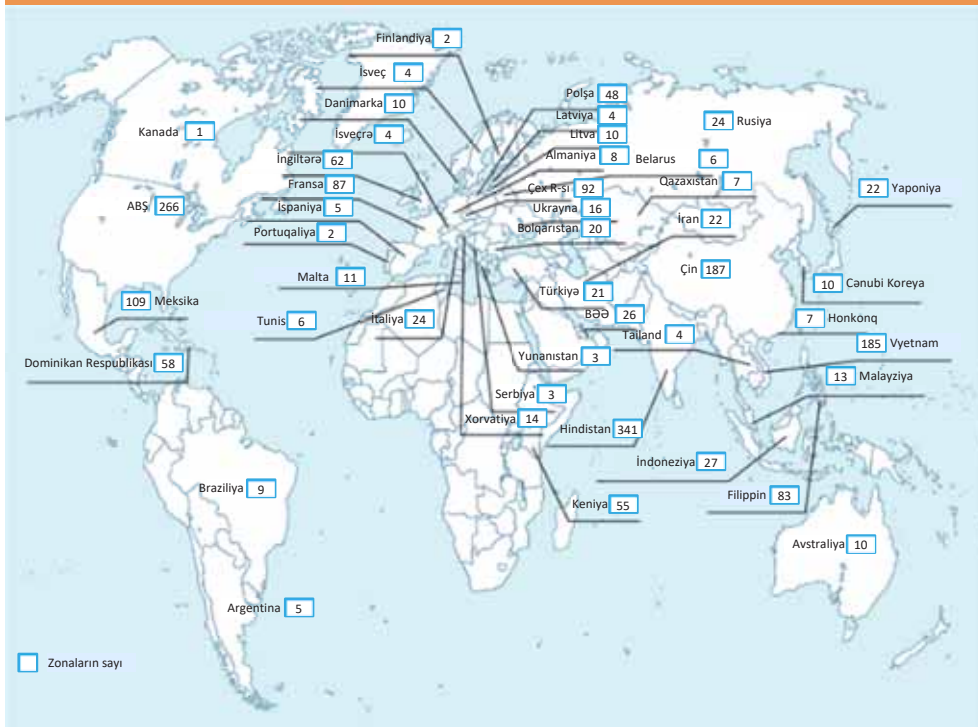 Finlandiya 2
İsveç 4
Danimarka 10
Kanada 1
İsveçrə 4
İngiltərə 62
Fransa 87
ABŞ 266
İspaniya 5
Portuqaliya 2
Malta 11
109 Meksika
Tunis 6
İtaliya 24
Dominikan Respublikası 58
Polşa 48
Latviya 4
Litva 10
Almaniya 8
Belarus 6
24 Rusiya
Çex R-sı 92
Qazaxıstan 7
Ukrayna 16
Bolqarıstan 20
İran 22
22 Yaponiya
Çin 187
Türkiyə 21
10 Cənubi Koreya
BƏƏ 26
7 Honkonq
Tailand 4
185 Vyetnam
Yunanıstan 3
13 Malayziya
Serbiya 3
Xorvatiya 14
Hindistan 341
İndoneziya 27
Braziliya 9
Keniya 55
Filippin 83
Avstraliya 10
Argentina 5
Zonaların sayı